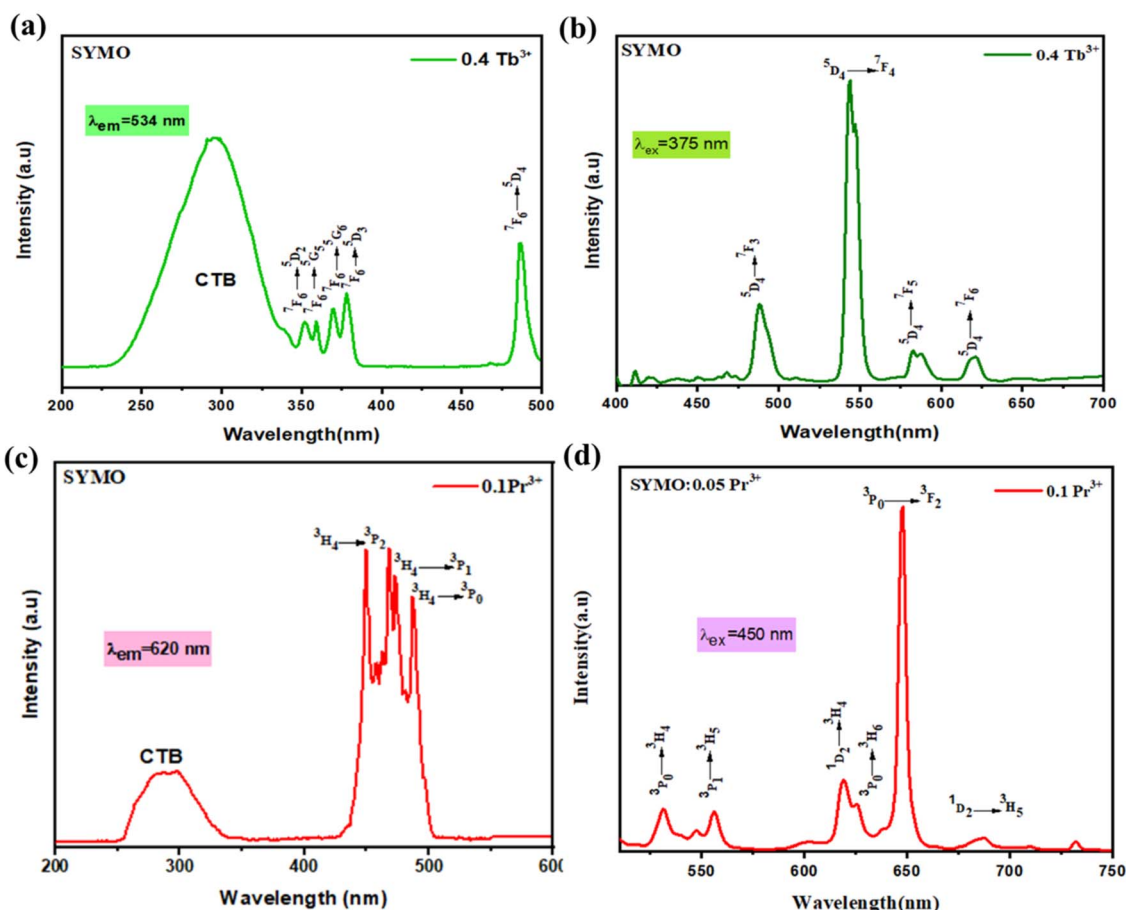 (a)
SYMO
0.4 Tb³⁺
λem=534 nm
CTB
⁷F₆→⁵D₂
⁷F₆→⁵G₅
⁷F₆→⁵G₆
⁷F₆→⁵D₃
⁷F₆→⁵D₄
Intensity (a.u)
200 250 300 350 400 450 500
Wavelength(nm)
(b)
SYMO
0.4 Tb³⁺
λex=375 nm
⁵D₄→⁷F₃
⁵D₄→⁷F₄
⁵D₄→⁷F₅
⁵D₄→⁷F₆
Intensity (a.u)
400 450 500 550 600 650 700
Wavelength(nm)
(c)
SYMO
0.1Pr³⁺
λem=620 nm
CTB
³H₄→³P₂
³H₄→³P₁
³H₄→³P₀
Intensity (a.u)
200 300 400 500 600
Wavelength (nm)
(d)
SYMO:0.05 Pr³⁺
0.1 Pr³⁺
λex=450 nm
³P₀→³H₄
³P₁→³H₅
¹D₂→³H₄
³P₀→³H₆
³P₀→³F₂
¹D₂→³H₅
Intensity(a.u)
550 600 650 700 750
Wavelength(nm)